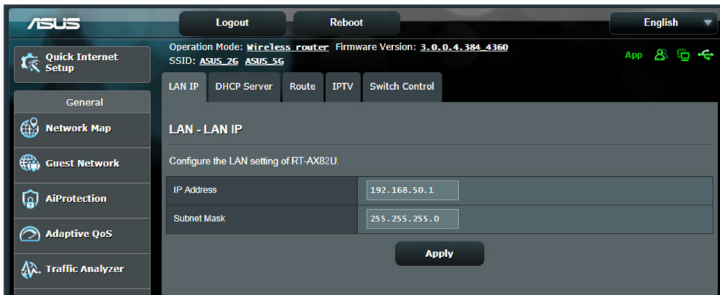 ASUS
Logout
Reboot
English
Quick Internet
Setup
Operation Mode: Wireless router Firmware Version: 3.0.0.4.384_4360
SSID: ASUS_2G ASUS_5G
App
General
LAN IP
DHCP Server
Route
IPTV
Switch Control
Network Map
Guest Network
AiProtection
Adaptive QoS
Traffic Analyzer
LAN - LAN IP
Configure the LAN setting of RT-AX82U.
IP Address
192.168.50.1
Subnet Mask
255.255.255.0
Apply